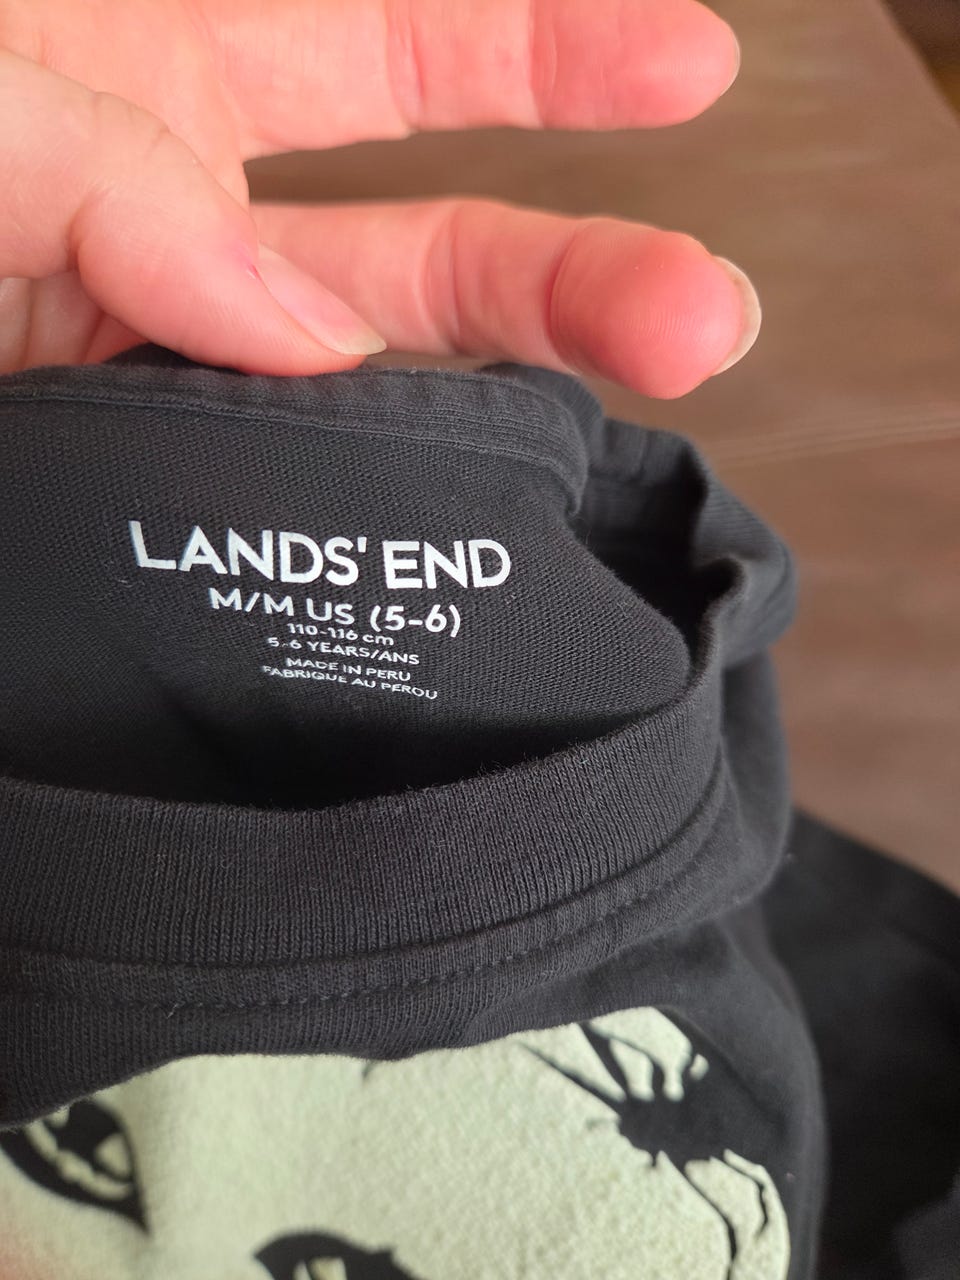 LANDS' END
M/M US (5-6)
110-116 cm
5-6 YEARS/ANS
MADE IN PERU
FABRIQUE AU PEROU